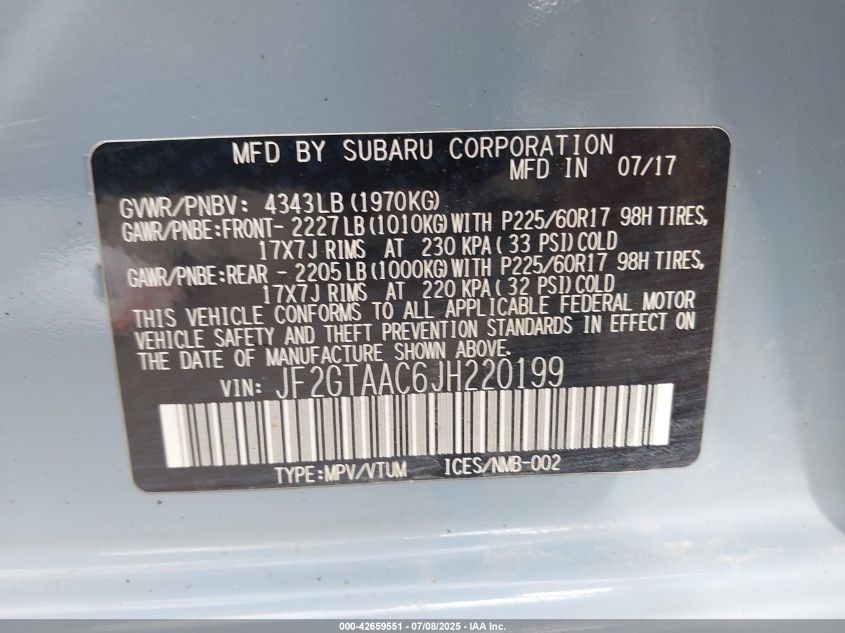 MFD BY SUBARU CORPORATION
MFD IN 07/17
GVWR/PNBV: 4343LB(1970KG)
GAWR/PNBE:FRONT- 2227LB(1010KG)WITH P225/60R17 98H TIRES,
17X7J RIMS AT 230 KPA( 33 PSI)COLD
GAWR/PNBE:REAR - 2205LB(1000KG)WITH P225/60R17 98H TIRES,
17X7J RIMS AT 220 KPA( 32 PSI)COLD
THIS VEHICLE CONFORMS TO ALL APPLICABLE FEDERAL MOTOR
VEHICLE SAFETY AND THEFT PREVENTION STANDARDS IN EFFECT ON
THE DATE OF MANUFACTURE SHOWN ABOVE.
VIN: JF2GTAAC6JH220199
TYPE:MPV/VTUM ICES/NMB-002
000-42659551 - 07/08/2025 - IAA Inc.